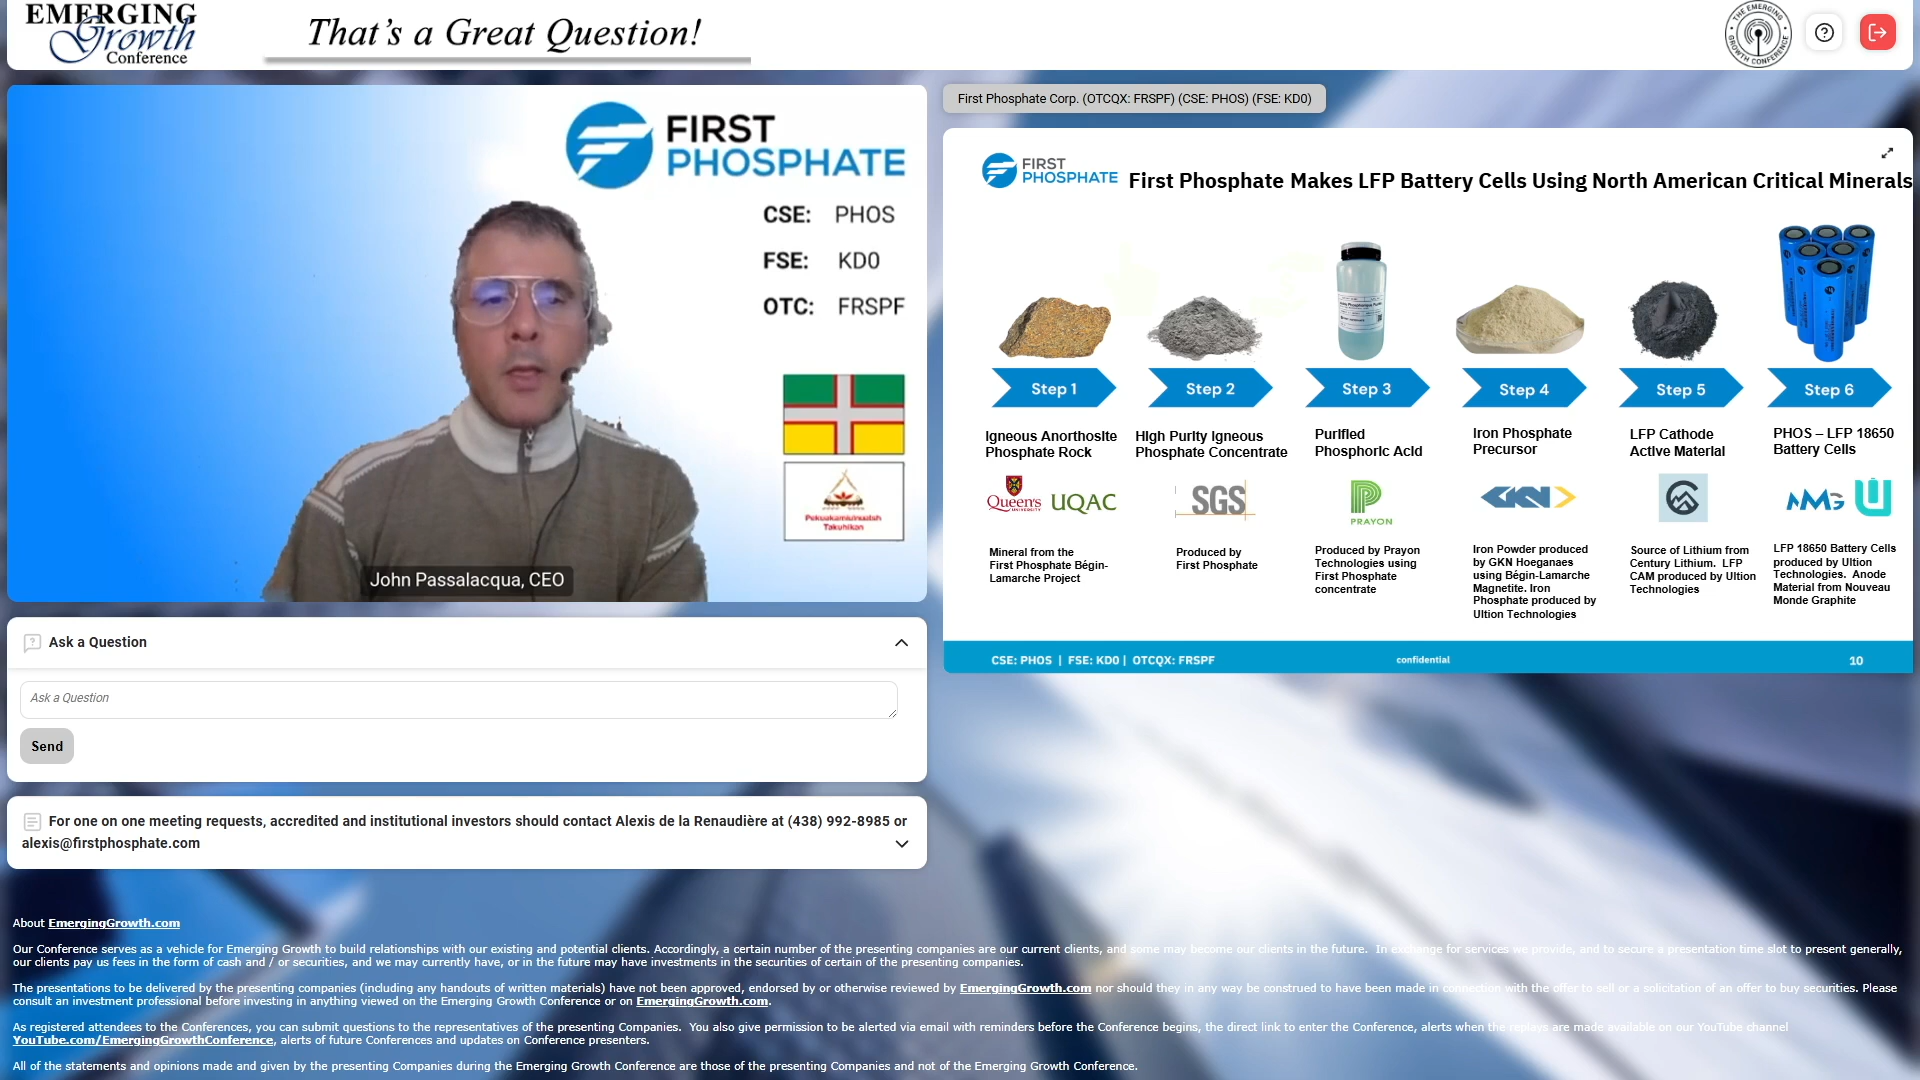 EMERGING
Growth
Conference
That's a Great Question!
THE EMERGING
GROWTH CONFERENCE
FIRST
PHOSPHATE
CSE: PHOS
FSE: KD0
OTC: FRSPF
Pekuakamiulnuatsh
Takuhikan
John Passalacqua, CEO
Ask a Question
Ask a Question
Send
For one on one meeting requests, accredited and institutional investors should contact Alexis de la Renaudière at (438) 992-8985 or
alexis@firstphosphate.com
First Phosphate Corp. (OTCQX: FRSPF) (CSE: PHOS) (FSE: KD0)
FIRST
PHOSPHATE
First Phosphate Makes LFP Battery Cells Using North American Critical Minerals
Step 1
Igneous Anorthosite
Phosphate Rock
Queen's
UNIVERSITY
UQAC
Mineral from the
First Phosphate Bégin-
Lamarche Project
Step 2
High Purity Igneous
Phosphate Concentrate
SGS
Produced by
First Phosphate
Step 3
Purified
Phosphoric Acid
PRAYON
Produced by Prayon
Technologies using
First Phosphate
concentrate
Step 4
Iron Phosphate
Precursor
GKN
Iron Powder produced
by GKN Hoeganaes
using Bégin-Lamarche
Magnetite. Iron
Phosphate produced by
Ultion Technologies
Step 5
LFP Cathode
Active Material
Source of Lithium from
Century Lithium. LFP
CAM produced by Ultion
Technologies
Step 6
PHOS – LFP 18650
Battery Cells
NMG
LFP 18650 Battery Cells
produced by Ultion
Technologies. Anode
Material from Nouveau
Monde Graphite
CSE: PHOS | FSE: KD0 | OTCQX: FRSPF
confidential
10
About EmergingGrowth.com
Our Conference serves as a vehicle for Emerging Growth to build relationships with our existing and potential clients. Accordingly, a certain number of the presenting companies are our current clients, and some may become our clients in the future. In exchange for services we provide, and to secure a presentation time slot to present generally,
our clients pay us fees in the form of cash and / or securities, and we may currently have, or in the future may have investments in the securities of certain of the presenting companies.
The presentations to be delivered by the presenting companies (including any handouts of written materials) have not been approved, endorsed by or otherwise reviewed by EmergingGrowth.com nor should they in any way be construed to have been made in connection with the offer to sell or a solicitation of an offer to buy securities. Please
consult an investment professional before investing in anything viewed on the Emerging Growth Conference or on EmergingGrowth.com.
As registered attendees to the Conferences, you can submit questions to the representatives of the presenting Companies. You also give permission to be alerted via email with reminders before the Conference begins, the direct link to enter the Conference, alerts when the replays are made available on our YouTube channel
YouTube.com/EmergingGrowthConference, alerts of future Conferences and updates on Conference presenters.
All of the statements and opinions made and given by the presenting Companies during the Emerging Growth Conference are those of the presenting Companies and not of the Emerging Growth Conference.